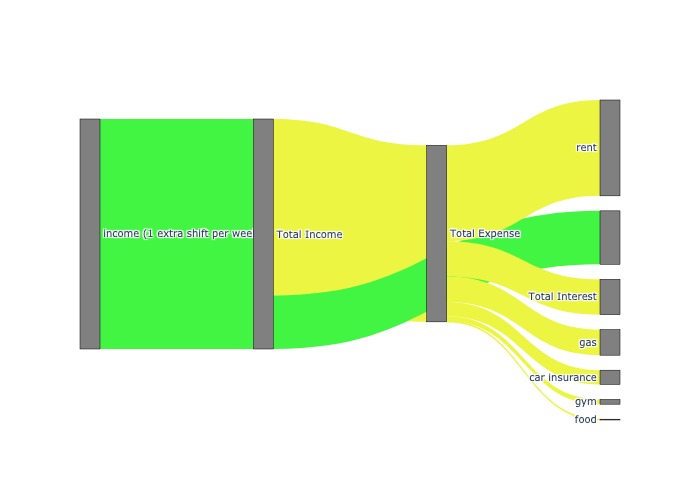 income (1 extra shift per wee
Total Income
Total Expense
rent
Total Interest
gas
car insurance
gym
food